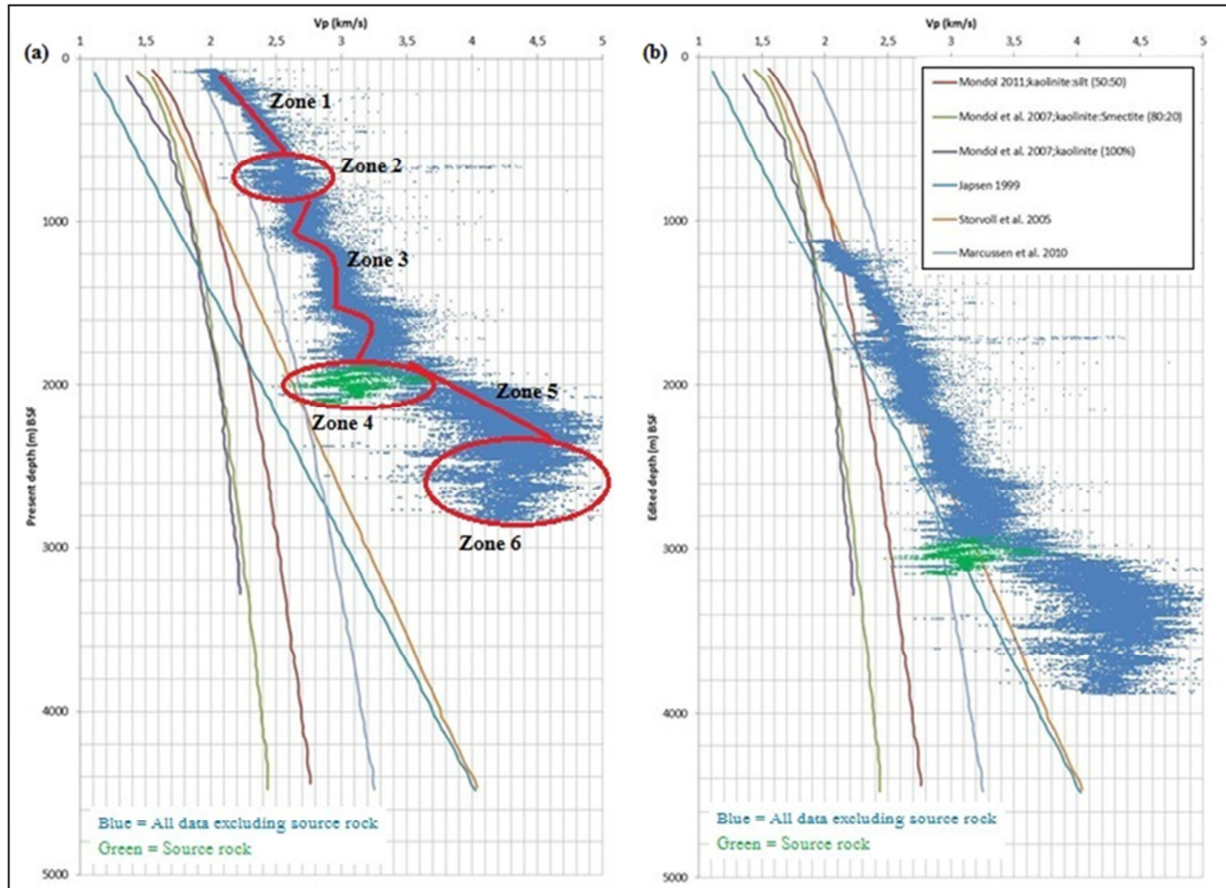 Vp (km/s)
(a)
1 1,5 2 2,5 3 3,5 4 4,5 5
0
1000
2000
3000
4000
5000
Present depth (m) BSF
Zone 1
Zone 2
Zone 3
Zone 4
Zone 5
Zone 6
Blue = All data excluding source rock
Green = Source rock
Vp (km/s)
(b)
1 1,5 2 2,5 3 3,5 4 4,5 5
0
1000
2000
3000
4000
5000
Edited depth (m) BSF
Mondol 2011;kaolinite:silt (50:50)
Mondol et al. 2007;kaolinite:Smectite (80:20)
Mondol et al. 2007;kaolinite (100%)
Japsen 1999
Storvoll et al. 2005
Marcussen et al. 2010
Blue = All data excluding source rock
Green = Source rock